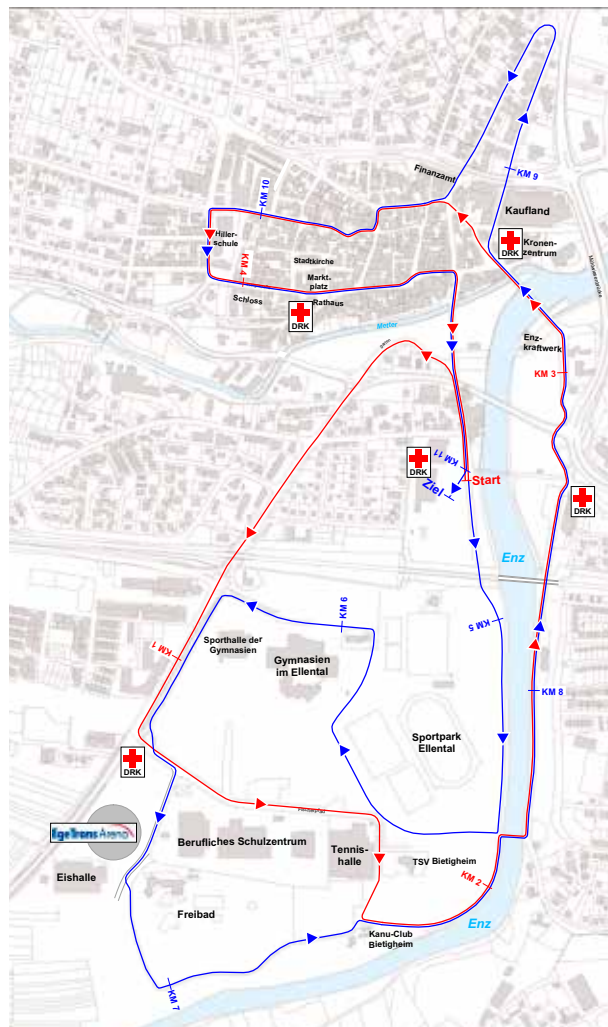 Finanzamt
KM 9
KM 10
Kaufland
Kronen-
zentrum
DRK
Hiller-
schule
KM 4
Stadtkirche
Markt-
platz
Schloss
Rathaus
DRK
Metter
Enz-
kraftwerk
KM 3
KM 11
DRK
Start
Ziel
DRK
Enz
KM 6
KM 5
Sporthalle der
Gymnasien
Gymnasien
im Ellental
KM 1
KM 8
Sportpark
Ellental
DRK
EgeTrans Arena
Berufliches Schulzentrum
Tennis-
halle
TSV Bietigheim
KM 2
Eishalle
Freibad
Kanu-Club
Bietigheim
Enz
KM 7